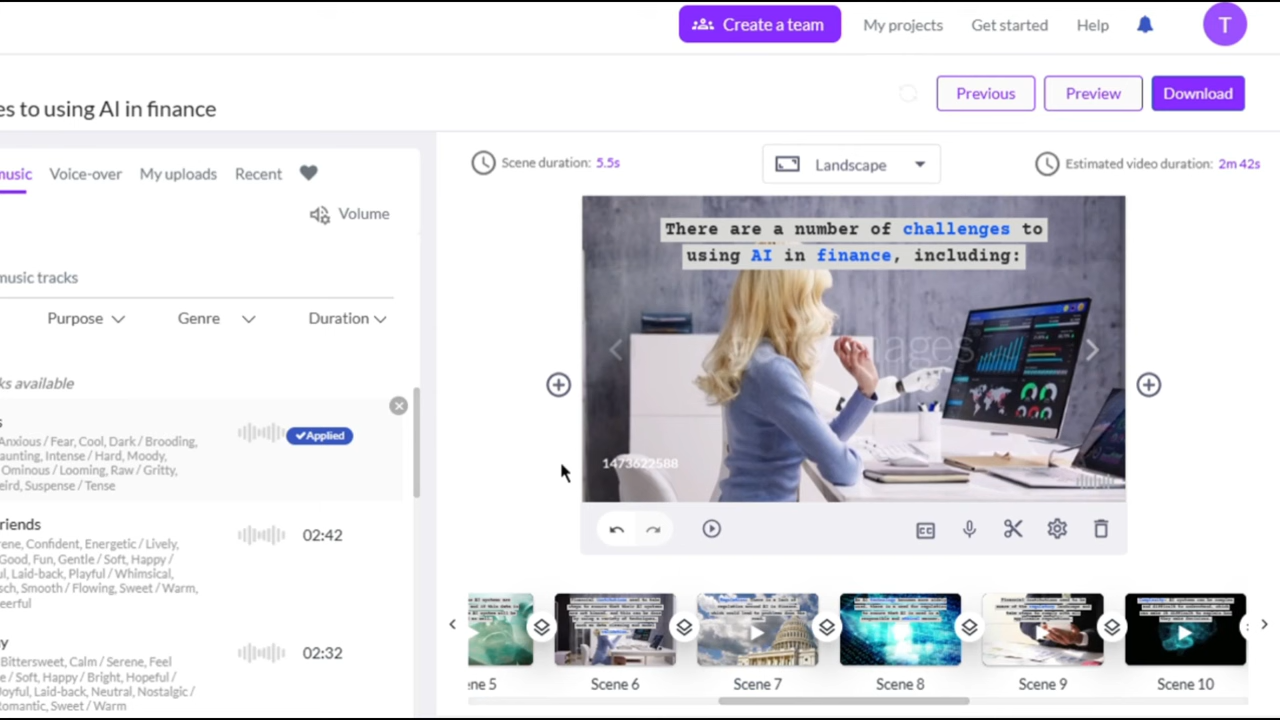 Create a team
My projects
Get started
Help
T
es to using AI in finance
Previous
Preview
Download
music
Voice-over
My uploads
Recent
Volume
music tracks
Purpose
Genre
Duration
ks available
s
Applied
Anxious / Fear, Cool, Dark / Brooding,
aunting, Intense / Hard, Moody,
Ominous / Looming, Raw / Gritty,
eird, Suspense / Tense
riends
02:42
rene, Confident, Energetic / Lively,
Good, Fun, Gentle / Soft, Happy /
ul, Laid-back, Playful / Whimsical,
sch, Smooth / Flowing, Sweet / Warm,
eerful
y
02:32
Bittersweet, Calm / Serene, Feel
e / Soft, Happy / Bright, Hopeful /
oyful, Laid-back, Neutral, Nostalgic /
omantic, Sweet / Warm
Scene duration: 5.5s
Landscape
Estimated video duration: 2m 42s
There are a number of challenges to
using AI in finance, including:
1473622588
CC
ne 5
Scene 6
Scene 7
Scene 8
Scene 9
Scene 10